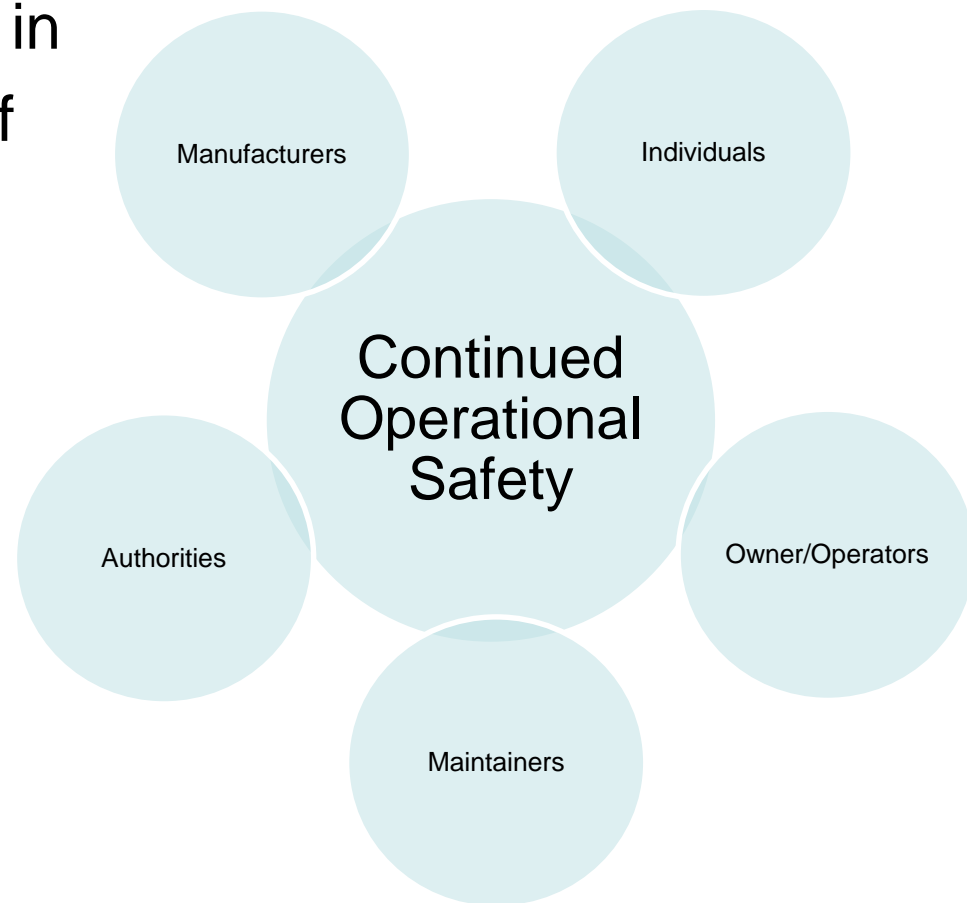 in
f
Manufacturers
Individuals
Continued
Operational
Safety
Authorities
Owner/Operators
Maintainers